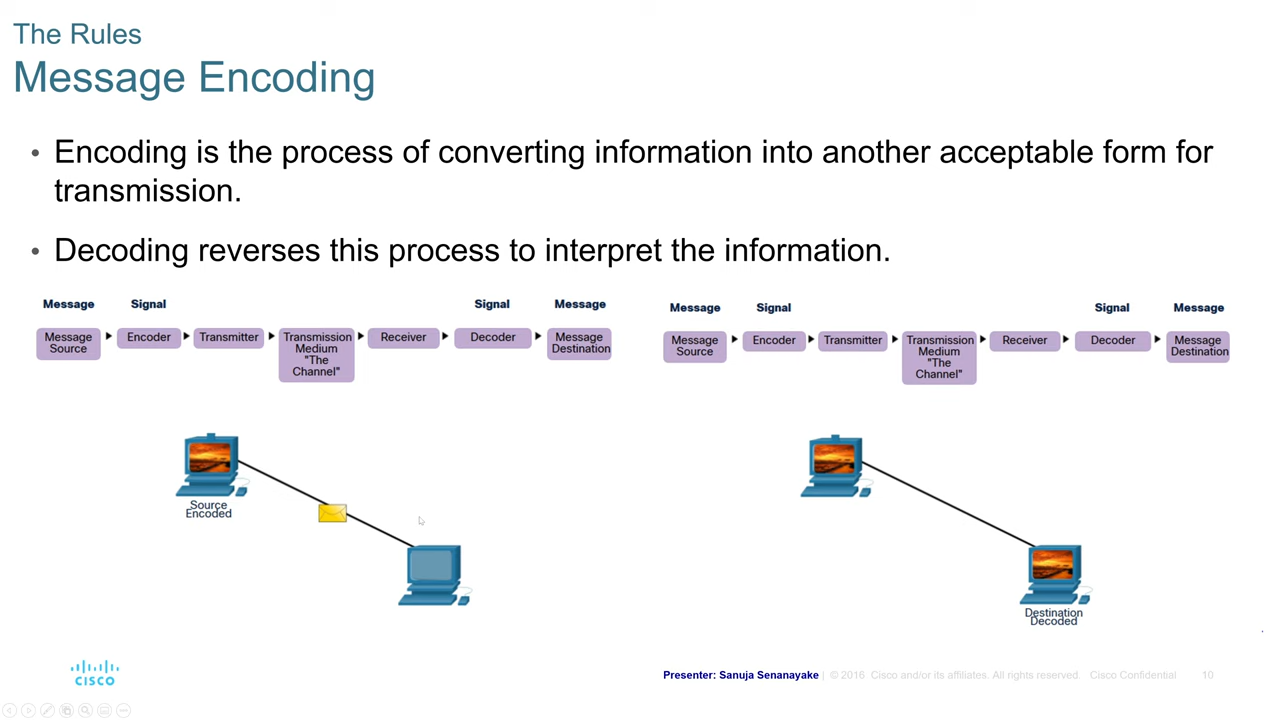 The Rules
Message Encoding
• Encoding is the process of converting information into another acceptable form for
transmission.
• Decoding reverses this process to interpret the information.
Message Signal Signal Message
Message
Source
Encoder
Transmitter
Transmission
Medium
"The
Channel"
Receiver
Decoder
Message
Destination
Source
Encoded
Message Signal Signal Message
Message
Source
Encoder
Transmitter
Transmission
Medium
"The
Channel"
Receiver
Decoder
Message
Destination
Destination
Decoded
CISCO
Presenter: Sanuja Senanayake | © 2016 Cisco and/or its affiliates. All rights reserved. Cisco Confidential 10